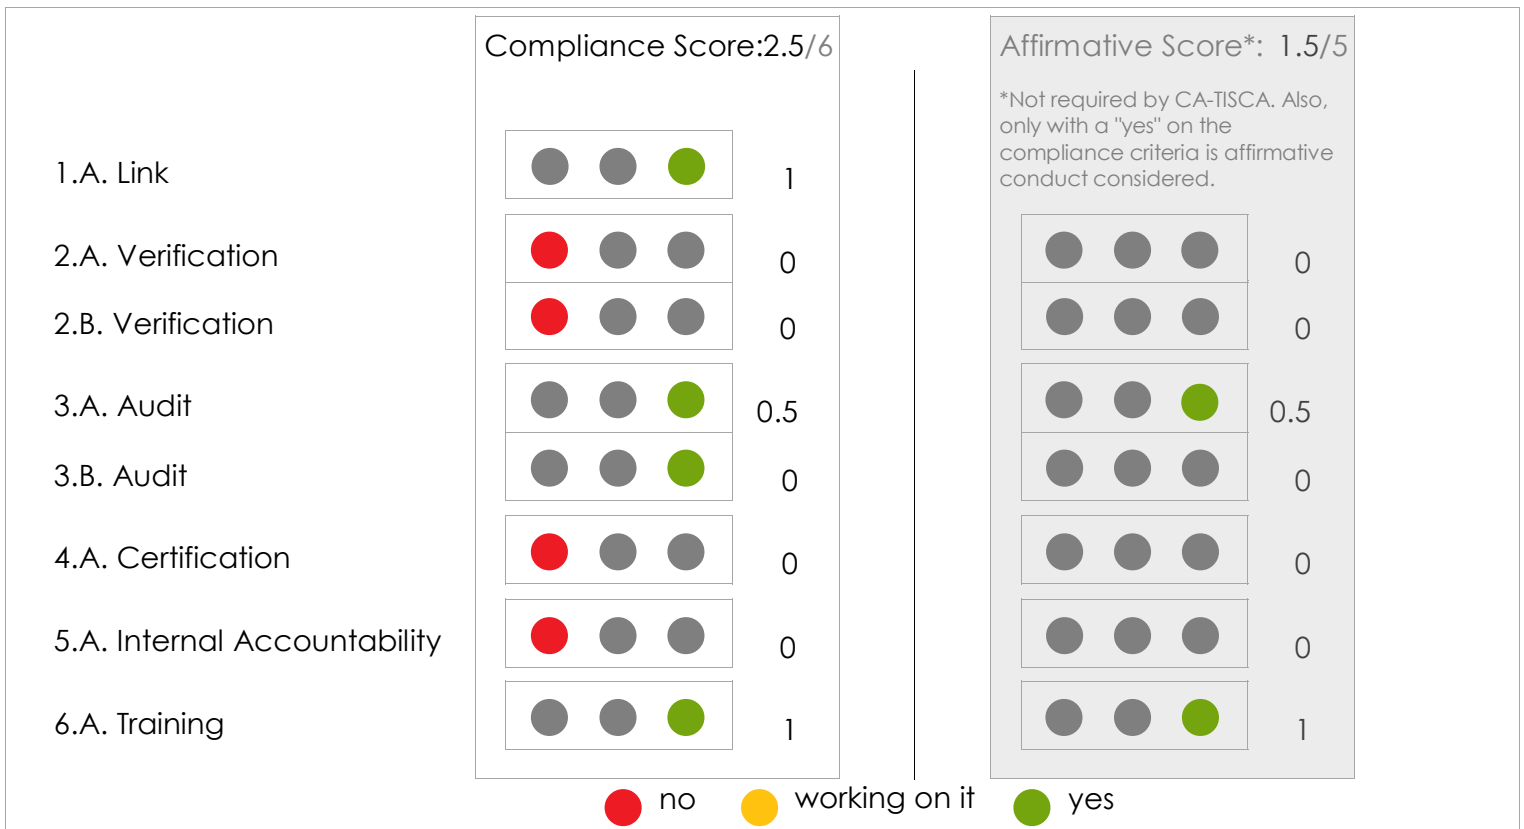 Compliance Score:2.5/6
Affirmative Score*: 1.5/5
*Not required by CA-TISCA. Also,
only with a "yes" on the
compliance criteria is affirmative
conduct considered.
1.A. Link 1
2.A. Verification 0 0
2.B. Verification 0 0
3.A. Audit 0.5 0.5
3.B. Audit 0 0
4.A. Certification 0 0
5.A. Internal Accountability 0 0
6.A. Training 1 1
no working on it yes